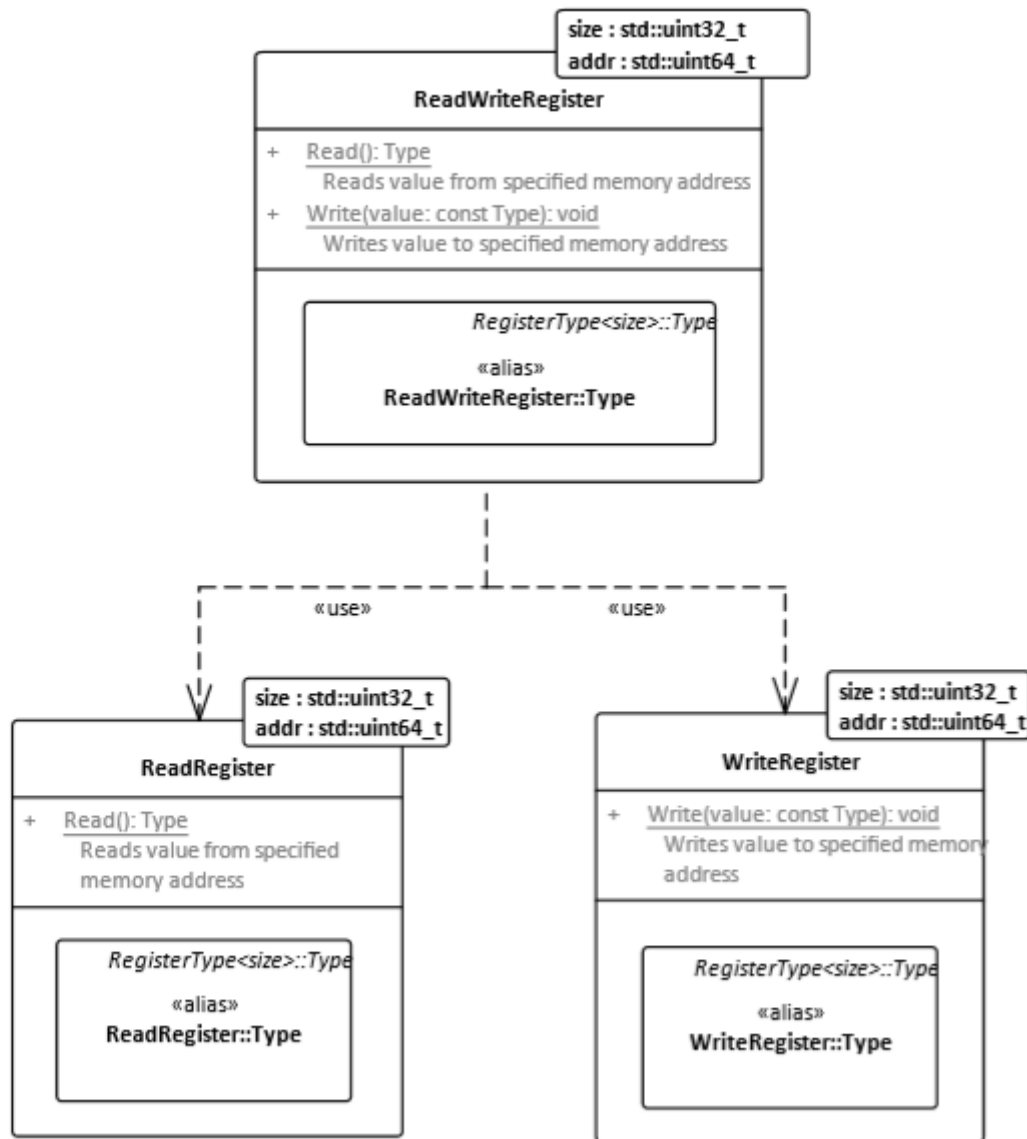 size : std::uint32_t
addr : std::uint64_t
ReadWriteRegister
+ Read(): Type
Reads value from specified memory address
+ Write(value: const Type): void
Writes value to specified memory address
RegisterType<size>::Type
«alias»
ReadWriteRegister::Type
«use»
«use»
size : std::uint32_t
addr : std::uint64_t
ReadRegister
+ Read(): Type
Reads value from specified
memory address
RegisterType<size>::Type
«alias»
ReadRegister::Type
size : std::uint32_t
addr : std::uint64_t
WriteRegister
+ Write(value: const Type): void
Writes value to specified memory
address
RegisterType<size>::Type
«alias»
WriteRegister::Type